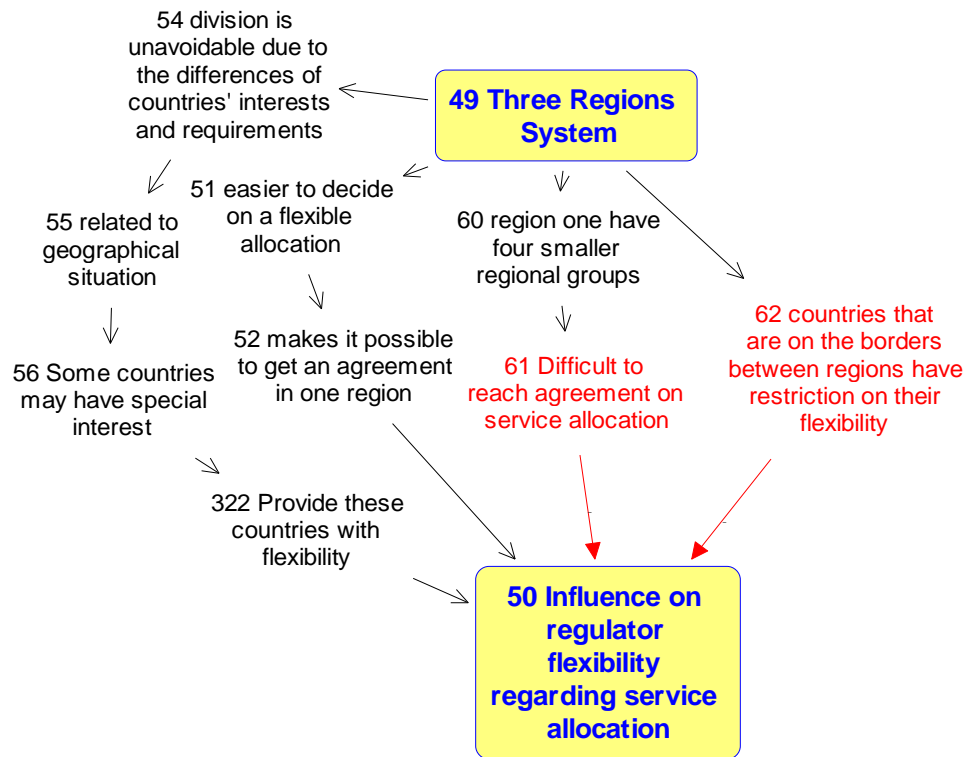 54 division is
unavoidable due to
the differences of
countries' interests
and requirements
49 Three Regions
System
51 easier to decide
on a flexible
allocation
55 related to
geographical
situation
60 region one have
four smaller
regional groups
62 countries that
are on the borders
between regions have
restriction on their
flexibility
52 makes it possible
to get an agreement
in one region
61 Difficult to
reach agreement on
service allocation
56 Some countries
may have special
interest
322 Provide these
countries with
flexibility
50 Influence on
regulator
flexibility
regarding service
allocation